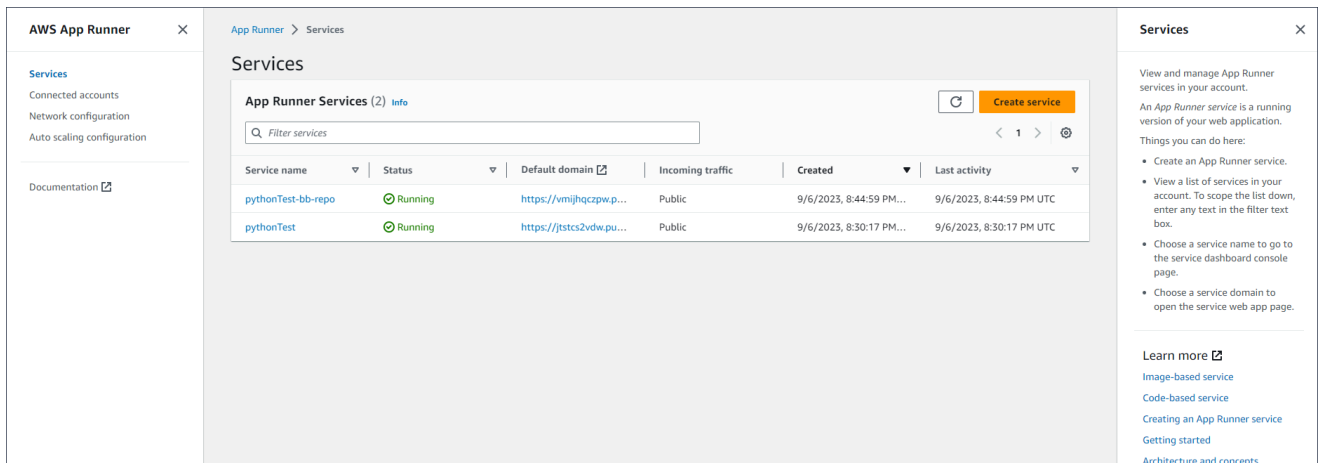 AWS App Runner
Services
Connected accounts
Network configuration
Auto scaling configuration
Documentation
App Runner > Services
Services
App Runner Services (2) Info
Create service
Filter services
< 1 >
Service name Status Default domain Incoming traffic Created Last activity
pythonTest-bb-repo Running https://vmijhqczpw.p... Public 9/6/2023, 8:44:59 PM... 9/6/2023, 8:44:59 PM UTC
pythonTest Running https://jtstcs2vdw.pu... Public 9/6/2023, 8:30:17 PM... 9/6/2023, 8:30:17 PM UTC
Services
View and manage App Runner
services in your account.
An App Runner service is a running
version of your web application.
Things you can do here:
• Create an App Runner service.
• View a list of services in your
account. To scope the list down,
enter any text in the filter text
box.
• Choose a service name to go to
the service dashboard console
page.
• Choose a service domain to
open the service web app page.
Learn more
Image-based service
Code-based service
Creating an App Runner service
Getting started
Architecture and concepts